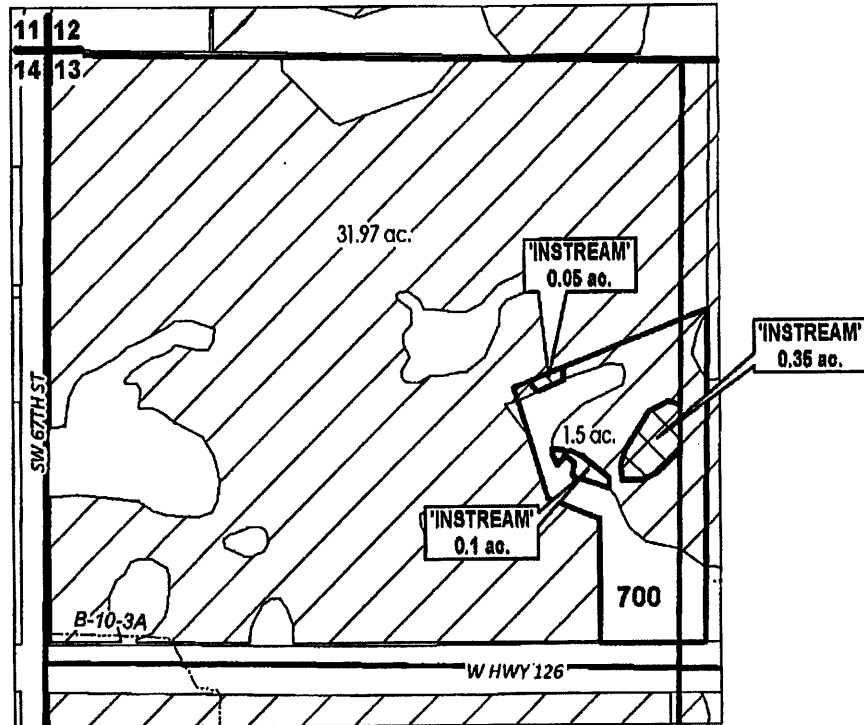 11 12
14 13
31.97 ac.
'INSTREAM'
0.05 ac.
'INSTREAM'
0.35 ac.
SW 67TH ST
1.5 ac.
'INSTREAM'
0.1 ac.
700
B-10-3A
W HWY 126